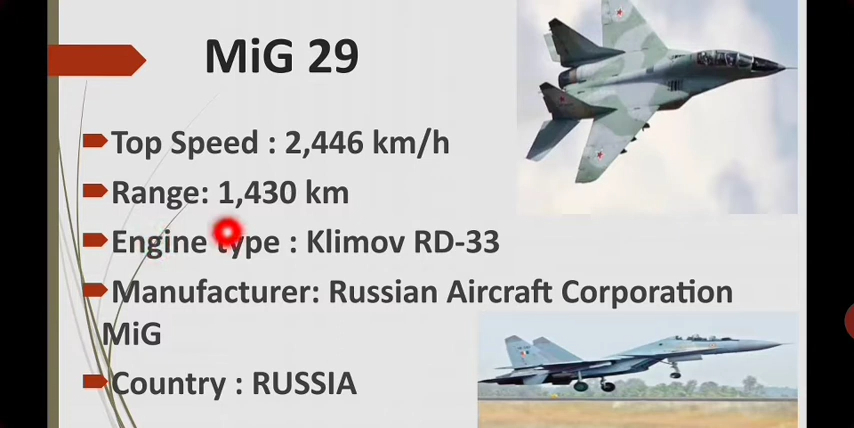 MiG 29
Top Speed : 2,446 km/h
Range: 1,430 km
Engine type : Klimov RD-33
Manufacturer: Russian Aircraft Corporation
MiG
Country : RUSSIA